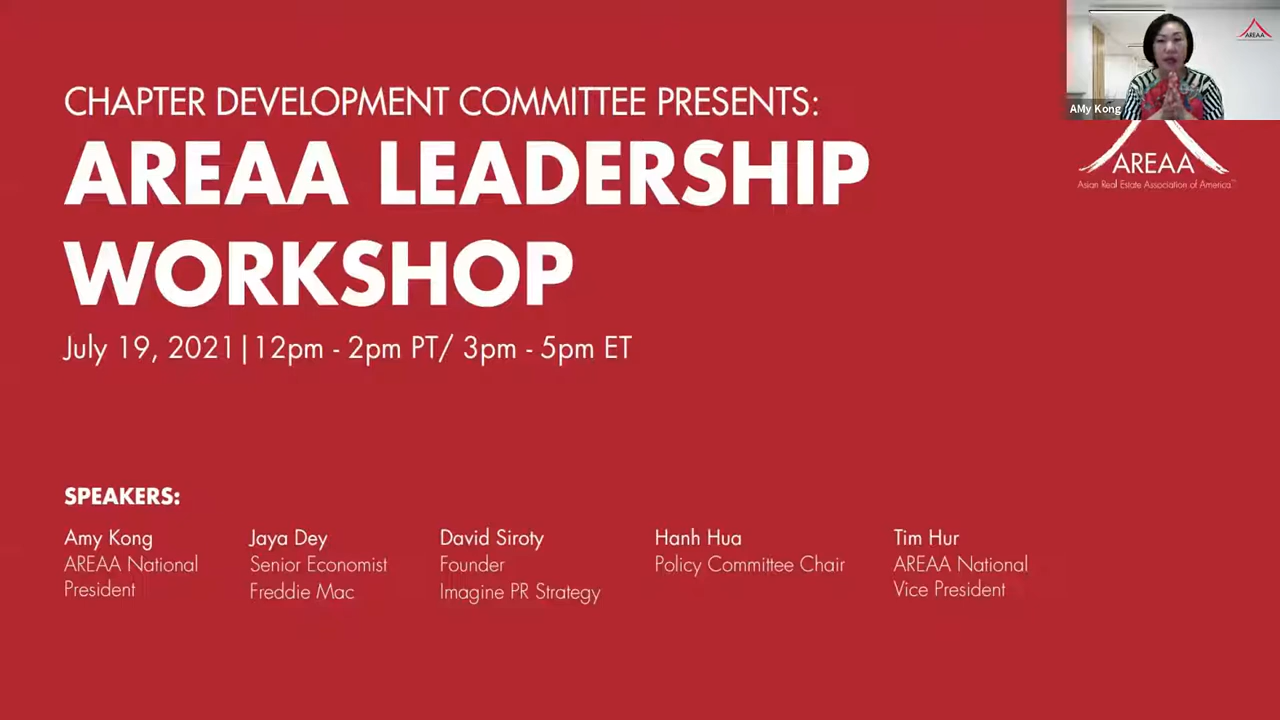 CHAPTER DEVELOPMENT COMMITTEE PRESENTS:
AREAA LEADERSHIP
WORKSHOP
July 19, 2021|12pm - 2pm PT/ 3pm - 5pm ET
AREAA
AMy Kong
AREAA
Asian Real Estate Association of America™
SPEAKERS:
Amy Kong
AREAA National
President
Jaya Dey
Senior Economist
Freddie Mac
David Siroty
Founder
Imagine PR Strategy
Hanh Hua
Policy Committee Chair
Tim Hur
AREAA National
Vice President